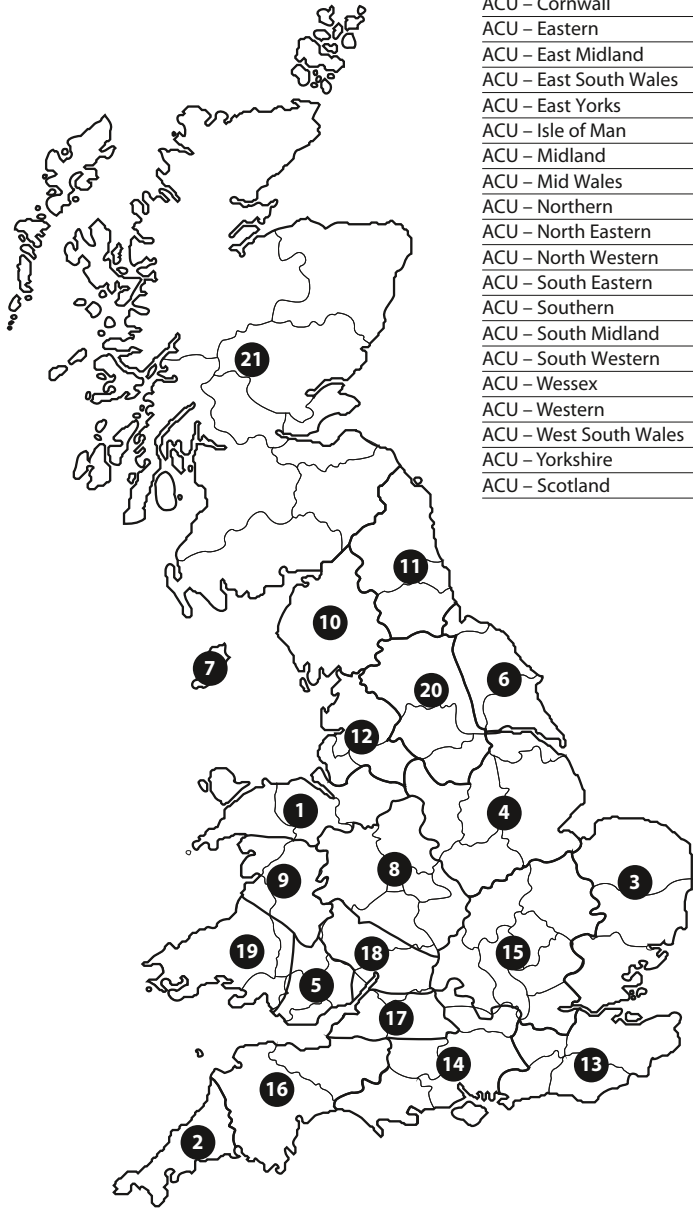 ACU – Cornwall
ACU – Eastern
ACU – East Midland
ACU – East South Wales
ACU – East Yorks
ACU – Isle of Man
ACU – Midland
ACU – Mid Wales
ACU – Northern
ACU – North Eastern
ACU – North Western
ACU – South Eastern
ACU – Southern
ACU – South Midland
ACU – South Western
ACU – Wessex
ACU – Western
ACU – West South Wales
ACU – Yorkshire
ACU – Scotland
21
11
10
7
6
20
12
1
4
9
8
3
19
18
15
5
17
14
13
16
2